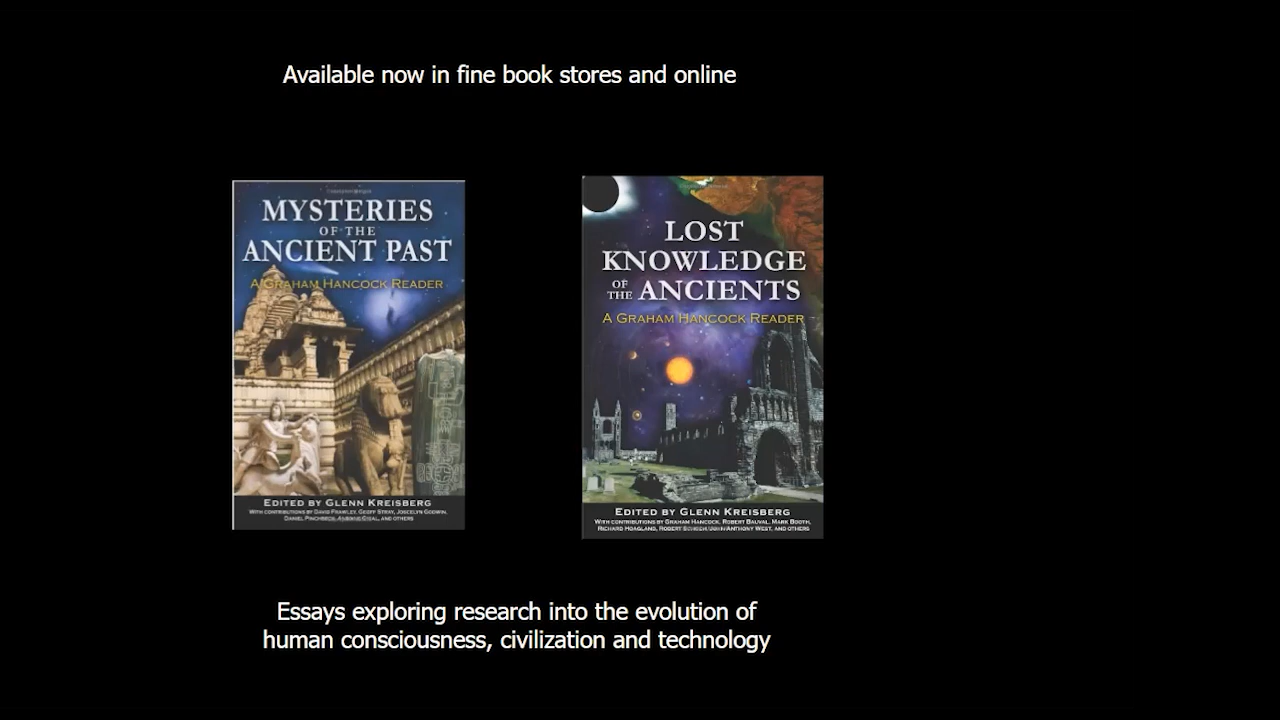 Available now in fine book stores and online
MYSTERIES
OF THE
ANCIENT PAST
A GRAHAM HANCOCK READER
EDITED BY GLENN KREISBERG
WITH CONTRIBUTIONS BY DAVID FRAWLEY, GEOFF STRAY, JOSCELYN GODWIN,
DANIEL PINCHBECK, AND OTHERS
LOST
KNOWLEDGE
OF
THE ANCIENTS
A GRAHAM HANCOCK READER
EDITED BY GLENN KREISBERG
WITH CONTRIBUTIONS BY GRAHAM HANCOCK, ROBERT BAUVAL, MARK BOOTH,
RICHARD HOAGLAND, ROBERT ANTHONY WEST, AND OTHERS
Essays exploring research into the evolution of
human consciousness, civilization and technology